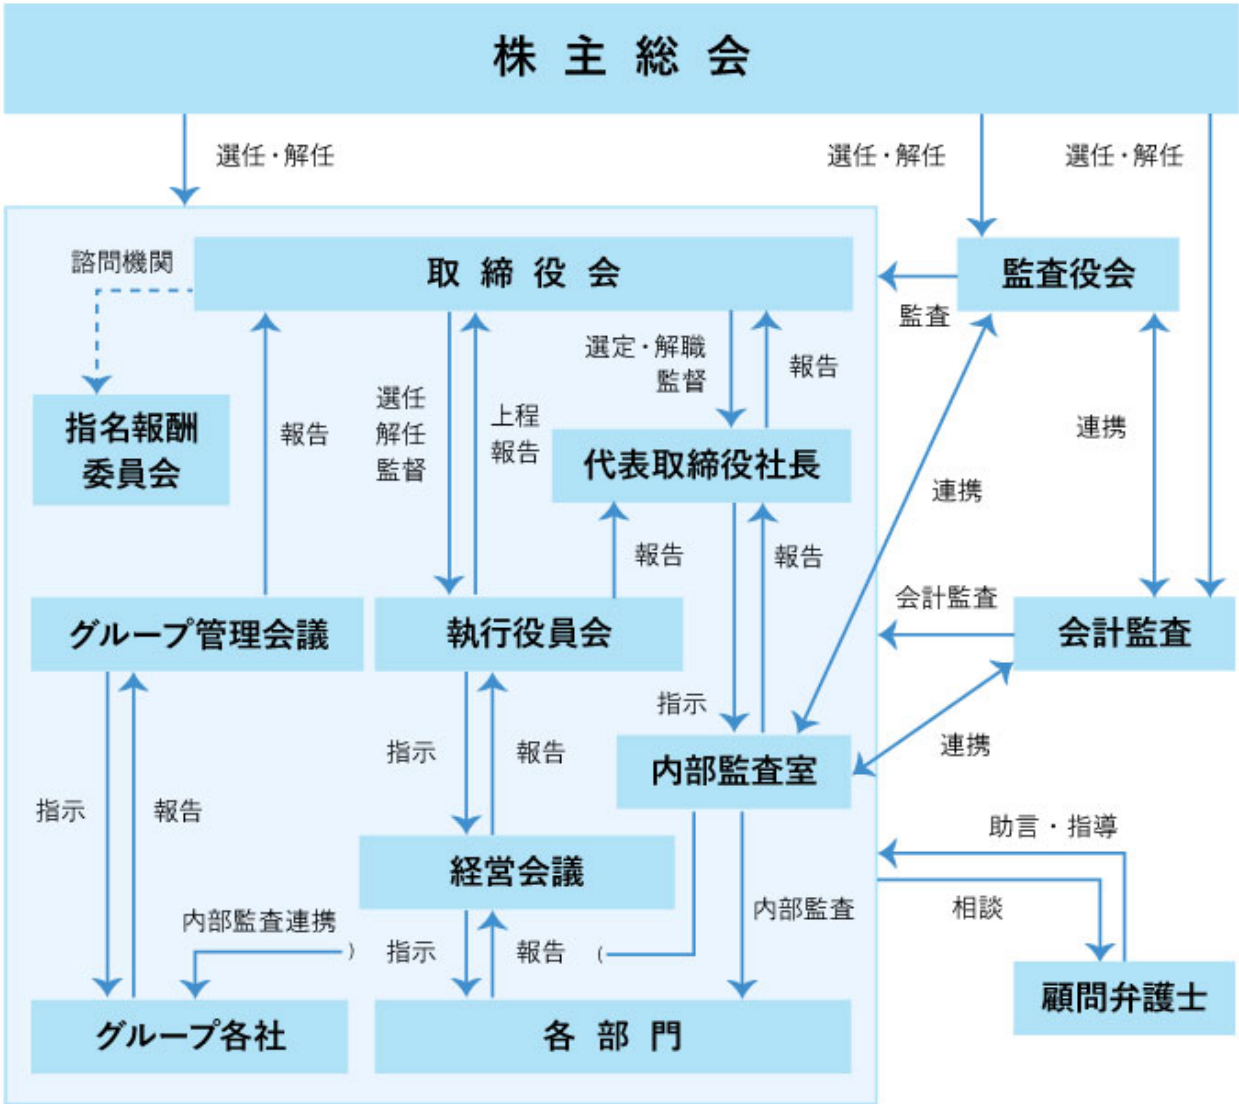 株主総会
選任・解任
選任・解任
選任・解任
諮問機関
取締役会
監査役会
監査
選定・解職
監督
報告
指名報酬
委員会
報告
選任
解任
監督
上程
報告
代表取締役社長
連携
連携
報告
報告
会計監査
グループ管理会議
執行役員会
会計監査
指示
連携
指示
報告
内部監査室
指示
報告
助言・指導
経営会議
相談
内部監査連携
指示
報告
内部監査
顧問弁護士
グループ各社
各部門